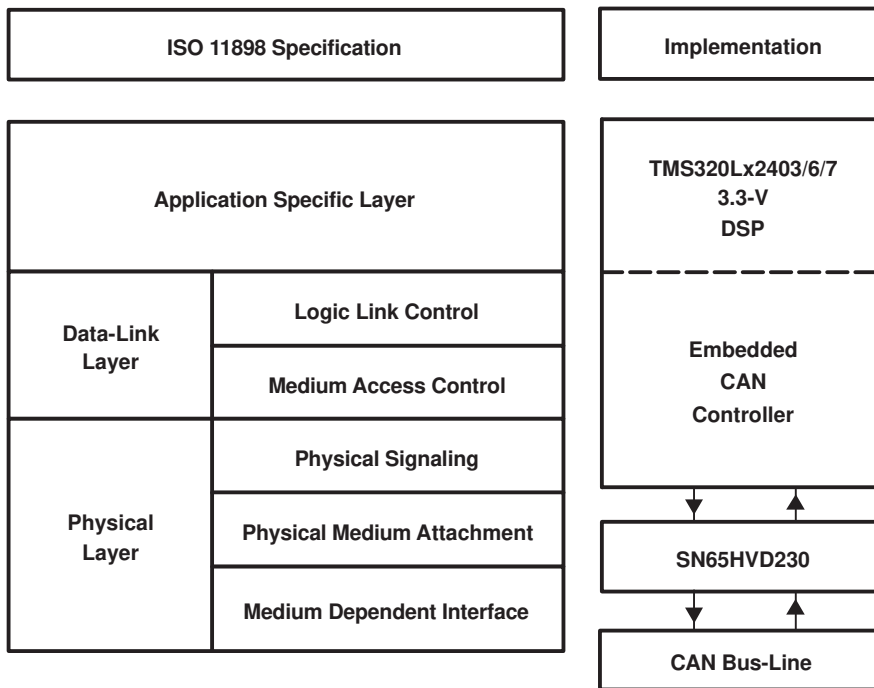 ISO 11898 Specification
Implementation
Application Specific Layer
TMS320Lx2403/6/7
3.3-V
DSP
Data-Link
Layer
Logic Link Control
Medium Access Control
Embedded
CAN
Controller
Physical
Layer
Physical Signaling
Physical Medium Attachment
Medium Dependent Interface
SN65HVD230
CAN Bus-Line